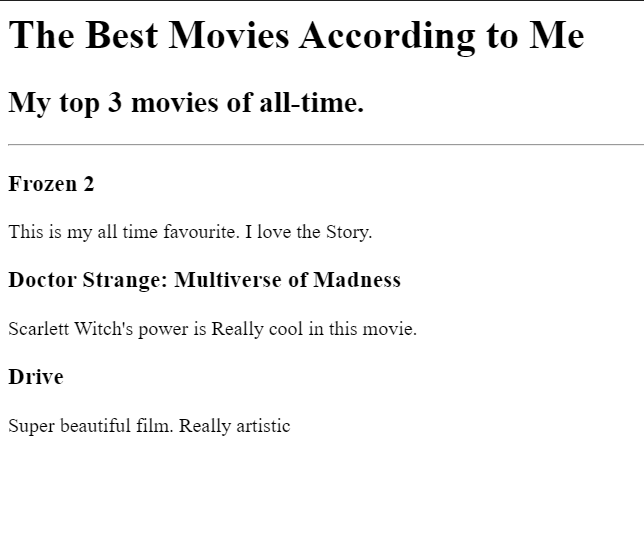 The Best Movies According to Me
My top 3 movies of all-time.
Frozen 2
This is my all time favourite. I love the Story.
Doctor Strange: Multiverse of Madness
Scarlett Witch's power is Really cool in this movie.
Drive
Super beautiful film. Really artistic